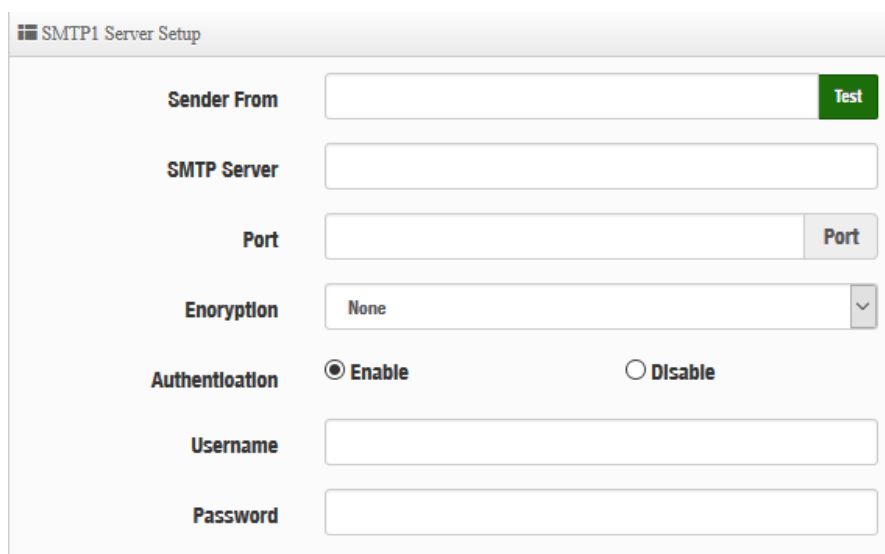 SMTP1 Server Setup
Sender From Test
SMTP Server
Port Port
Enoryption None
Authentioation Enable Disable
Username
Password